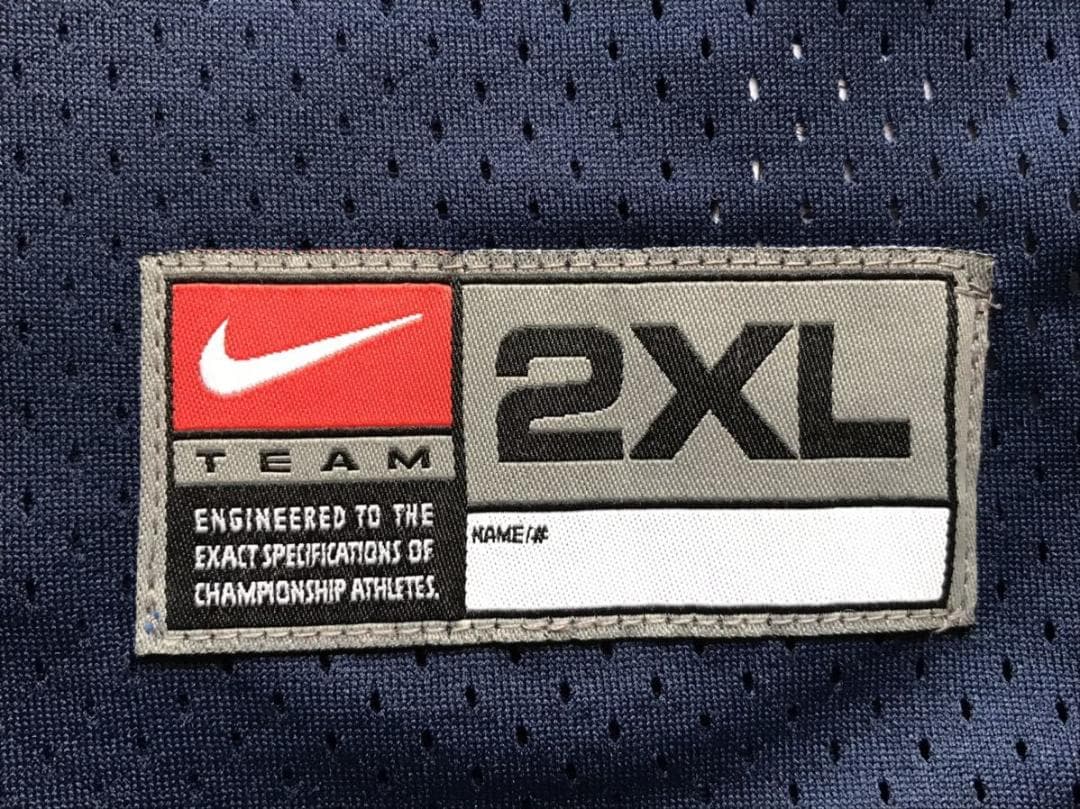 TEAM
ENGINEERED TO THE
EXACT SPECIFICATIONS OF
CHAMPIONSHIP ATHLETES.
2XL
NAME/#